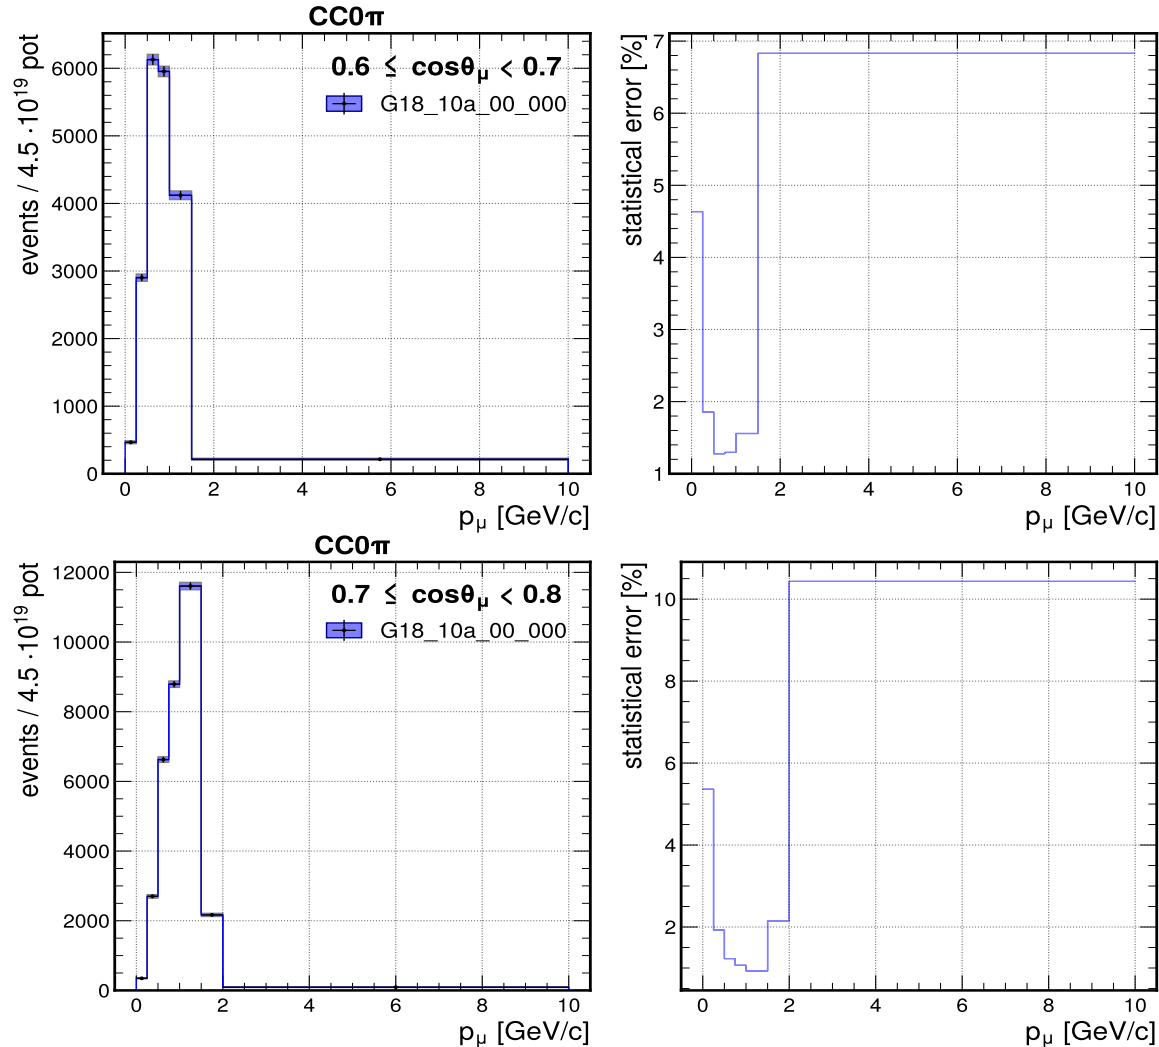 CC0π
0.6 ≤ cosθμ < 0.7
G18_10a_00_000
events / 4.5 ·10¹⁹ pot
6000
5000
4000
3000
2000
1000
0
0 2 4 6 8 10
pμ [GeV/c]
statistical error [%]
7
6
5
4
3
2
1
0 2 4 6 8 10
pμ [GeV/c]
CC0π
0.7 ≤ cosθμ < 0.8
G18_10a_00_000
events / 4.5 ·10¹⁹ pot
12000
10000
8000
6000
4000
2000
0
0 2 4 6 8 10
pμ [GeV/c]
statistical error [%]
10
8
6
4
2
0 2 4 6 8 10
pμ [GeV/c]